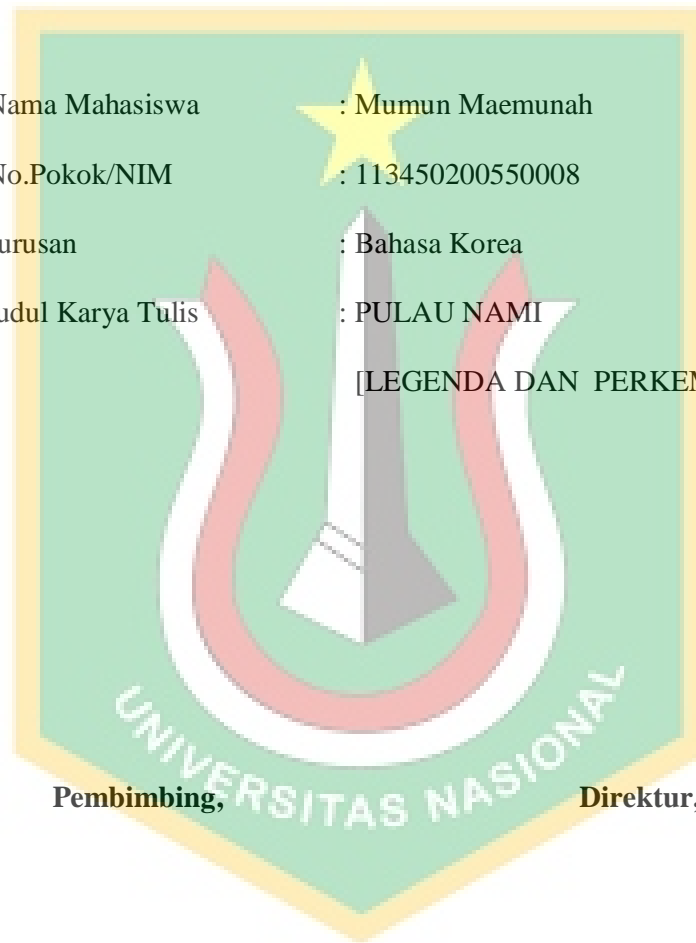 Nama Mahasiswa : Mumun Maemunah
No.Pokok/NIM : 113450200550008
urusan : Bahasa Korea
udul Karya Tulis : PULAU NAMI
[LEGENDA DAN PERKEM
UNIVERSITAS NASIONAL
Pembimbing, Direktur,